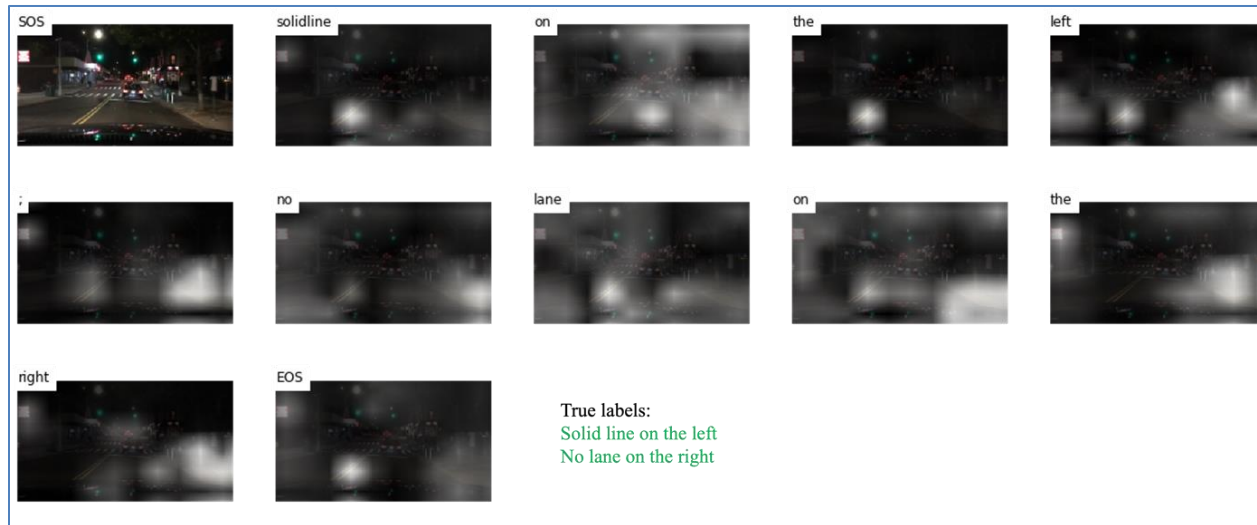 SOS
solidline
on
the
left
;
no
lane
on
the
right
EOS
True labels:
Solid line on the left
No lane on the right